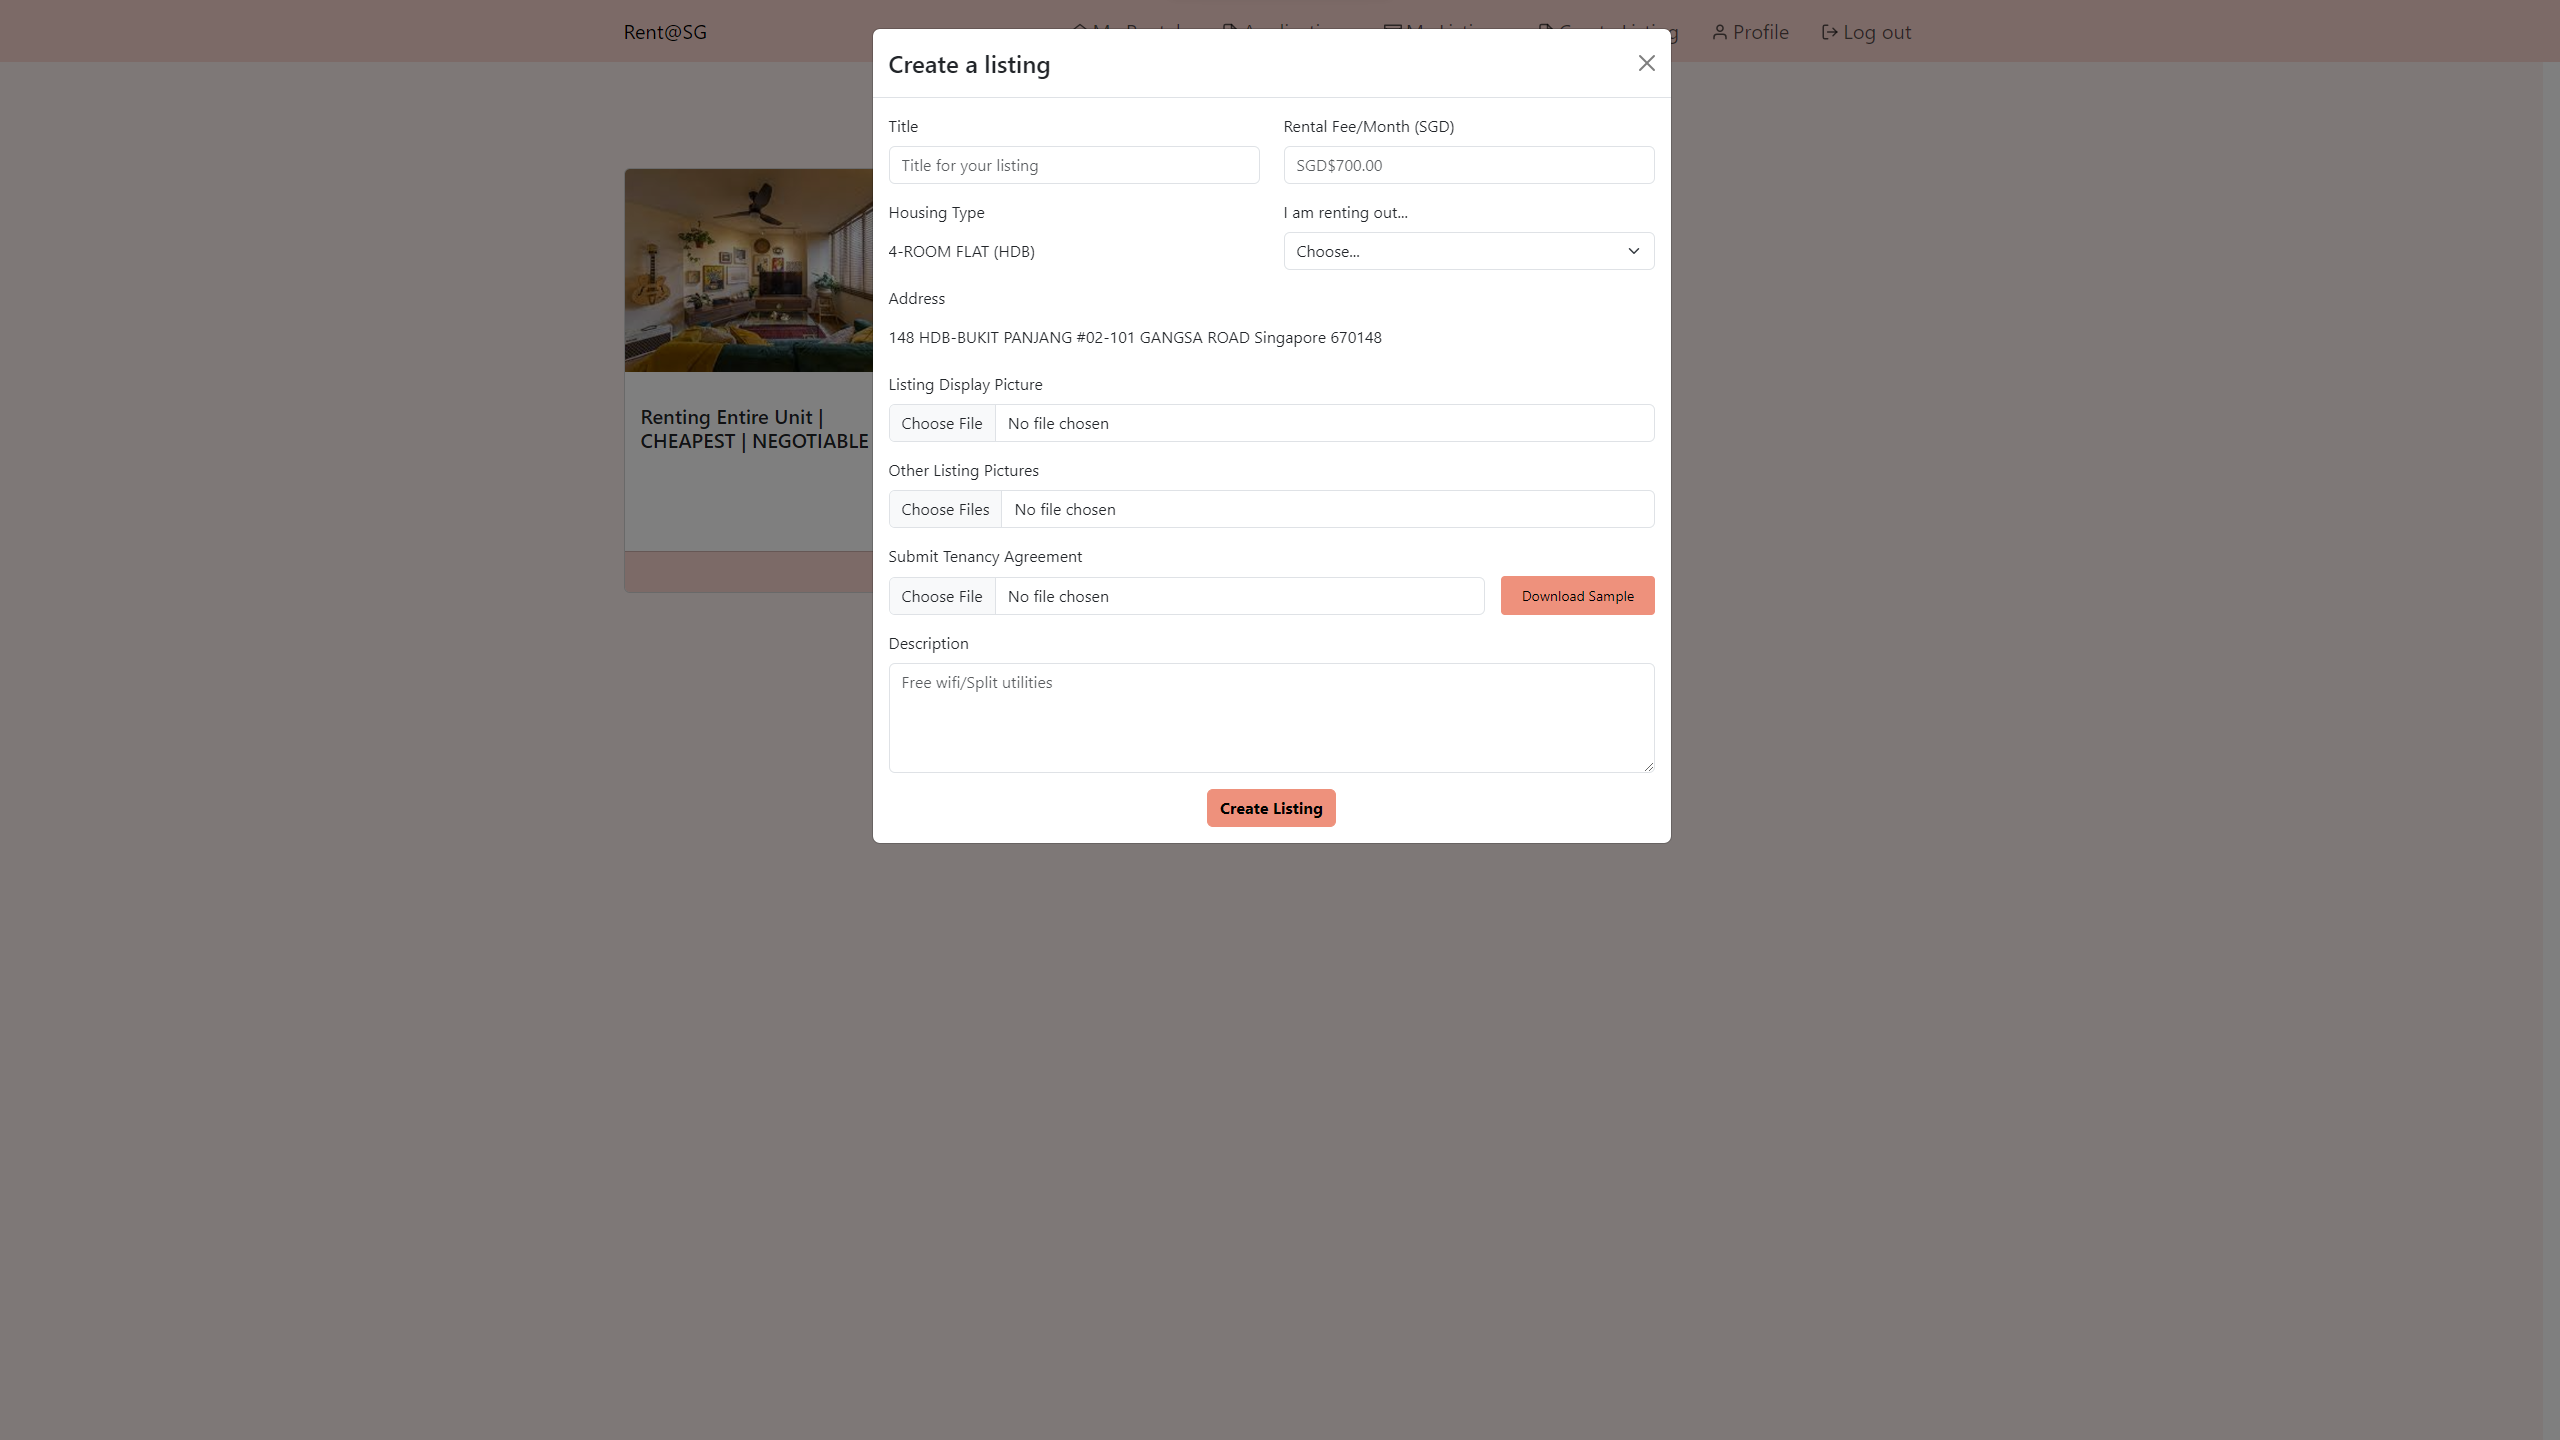 Rent@SG
Profile
Log out
Create a listing
Title
Rental Fee/Month (SGD)
Title for your listing
SGD$700.00
Housing Type
I am renting out...
4-ROOM FLAT (HDB)
Choose...
Address
148 HDB-BUKIT PANJANG #02-101 GANGSA ROAD Singapore 670148
Listing Display Picture
Choose File
No file chosen
Other Listing Pictures
Choose Files
No file chosen
Submit Tenancy Agreement
Choose File
No file chosen
Download Sample
Description
Free wifi/Split utilities
Create Listing
Renting Entire Unit |
CHEAPEST | NEGOTIABLE